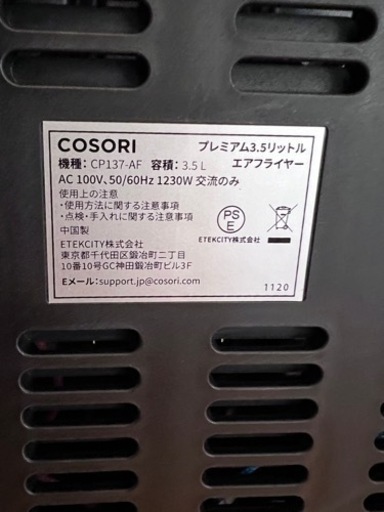 COSORI
プレミアム3.5リットル
エアフライヤー
機種：CP137-AF 容積：3.5 L
AC 100V、50/60Hz 1230W 交流のみ
使用上の注意
・使用方法に関する注意事項
・点検・手入れに関する注意事項
中国製
ETEKCITY株式会社
東京都千代田区鍛冶町二丁目
10番10号GC神田鍛冶町ビル3F
Eメール：support.jp@cosori.com
PS
E
ETEKCITY株式会社
1120